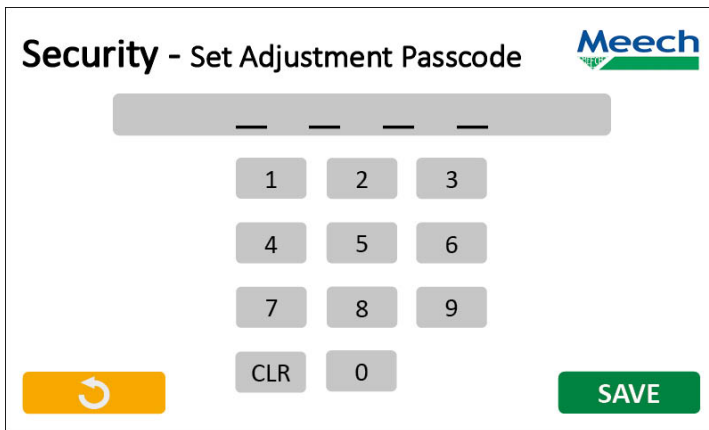 Security - Set Adjustment Passcode
Meech
_ _ _ _
1 2 3
4 5 6
7 8 9
CLR 0
SAVE